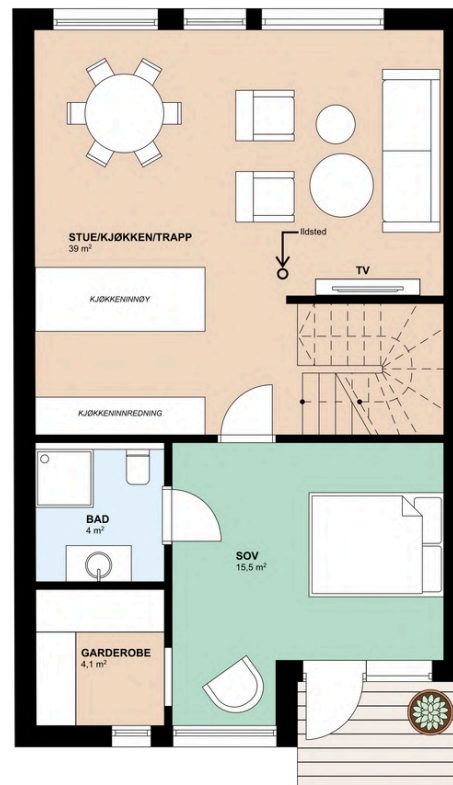 STUE/KJØKKEN/TRAPP
39 m²
Ildsted
TV
KJØKKENINNØY
KJØKKENINNREDNING
BAD
4 m²
SOV
15,5 m²
GARDEROBE
4,1 m²